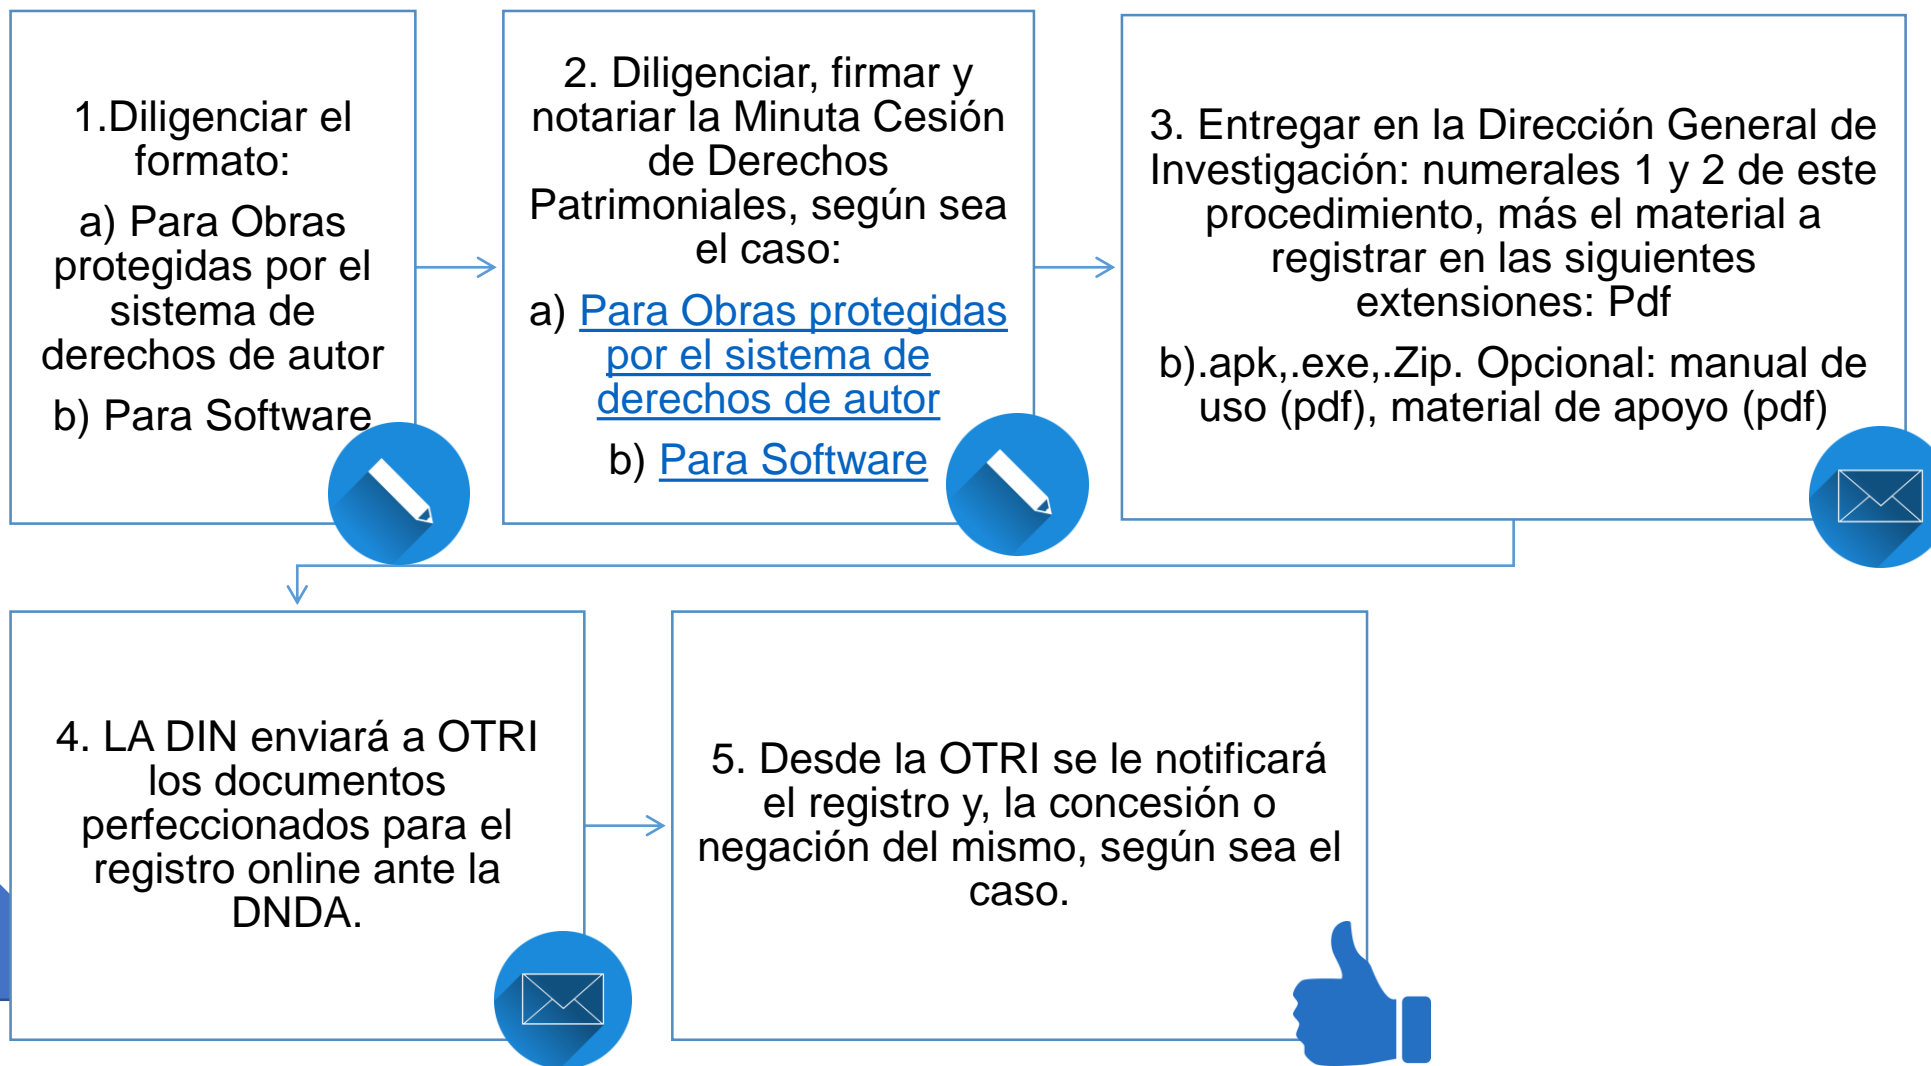 1.Diligenciar el
formato:
a) Para Obras
protegidas por el
sistema de
derechos de autor
b) Para Software
2. Diligenciar, firmar y
notariar la Minuta Cesión
de Derechos
Patrimoniales, según sea
el caso:
a) Para Obras protegidas
por el sistema de
derechos de autor
b) Para Software
3. Entregar en la Dirección General de
Investigación: numerales 1 y 2 de este
procedimiento, más el material a
registrar en las siguientes
extensiones: Pdf
b).apk,.exe,.Zip. Opcional: manual de
uso (pdf), material de apoyo (pdf)
4. LA DIN enviará a OTRI
los documentos
perfeccionados para el
registro online ante la
DNDA.
5. Desde la OTRI se le notificará
el registro y, la concesión o
negación del mismo, según sea el
caso.